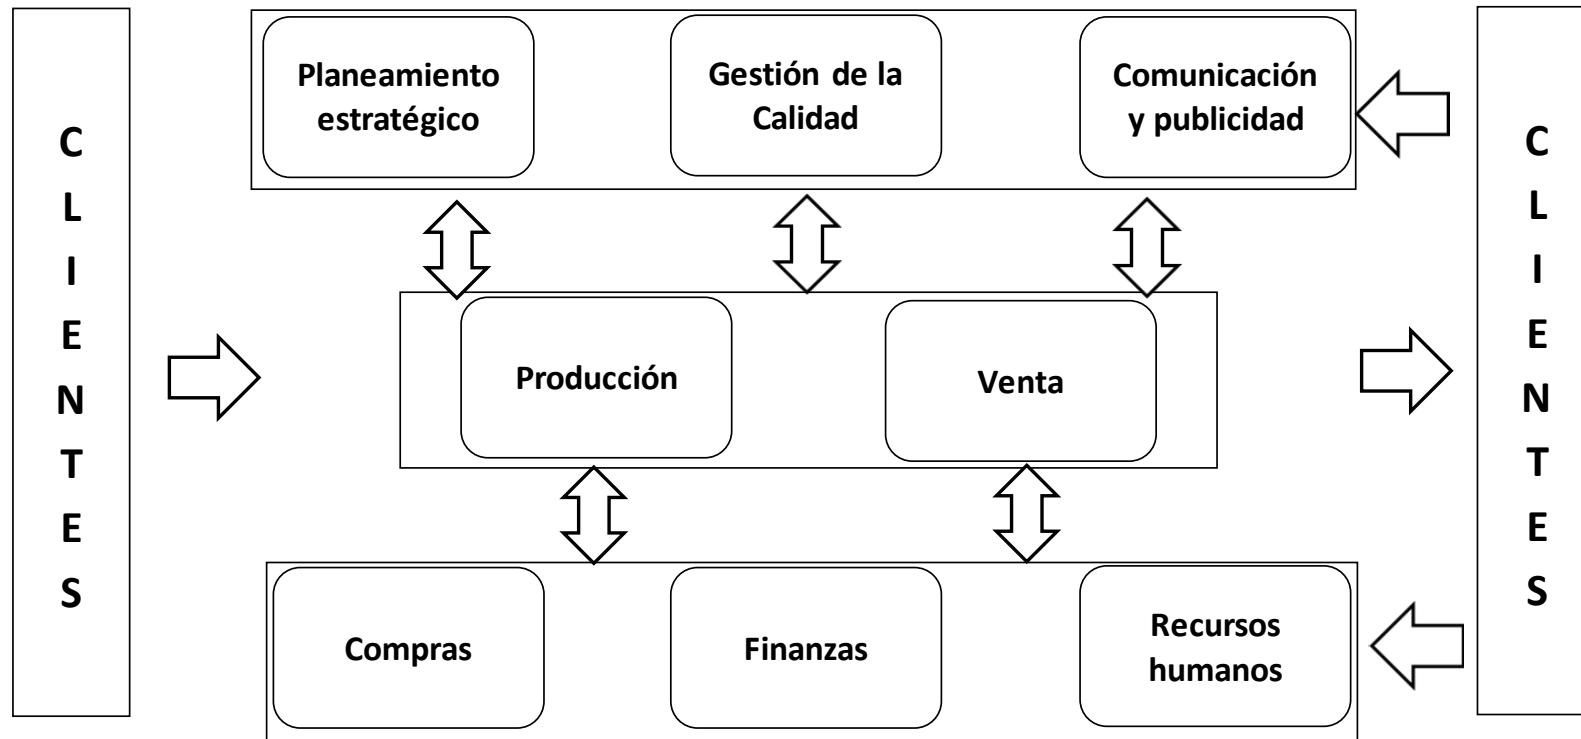 C
L
I
E
N
T
E
S
Planeamiento
estratégico
Gestión de la
Calidad
Comunicación
y publicidad
Producción
Venta
Compras
Finanzas
Recursos
humanos
C
L
I
E
N
T
E
S